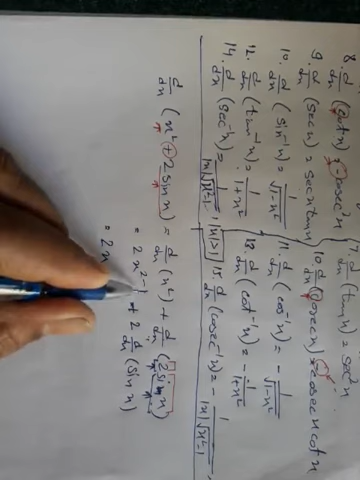 7. d/dx (tan x) = sec²x
8. d/dx (cot x) = -cosec²x
9. d/dx (sec x) = sec x tan x
10. d/dx (cosec x) = -cosec x cot x
10. d/dx (sin⁻¹x) = 1/√(1-x²)
11. d/dx (cos⁻¹x) = -1/√(1-x²)
12. d/dx (tan⁻¹x) = 1/(1+x²)
13. d/dx (cot⁻¹x) = -1/(1+x²)
14. d/dx (sec⁻¹x) = 1/(|x|√(x²-1)), |x|>1
15. d/dx (cosec⁻¹x) = -1/(|x|√(x²-1))
d/dx (x² + 2 sin x) = d/dx (x²) + d/dx (2 sin x)
= 2x²⁻¹ + 2 d/dx (sin x)
= 2x